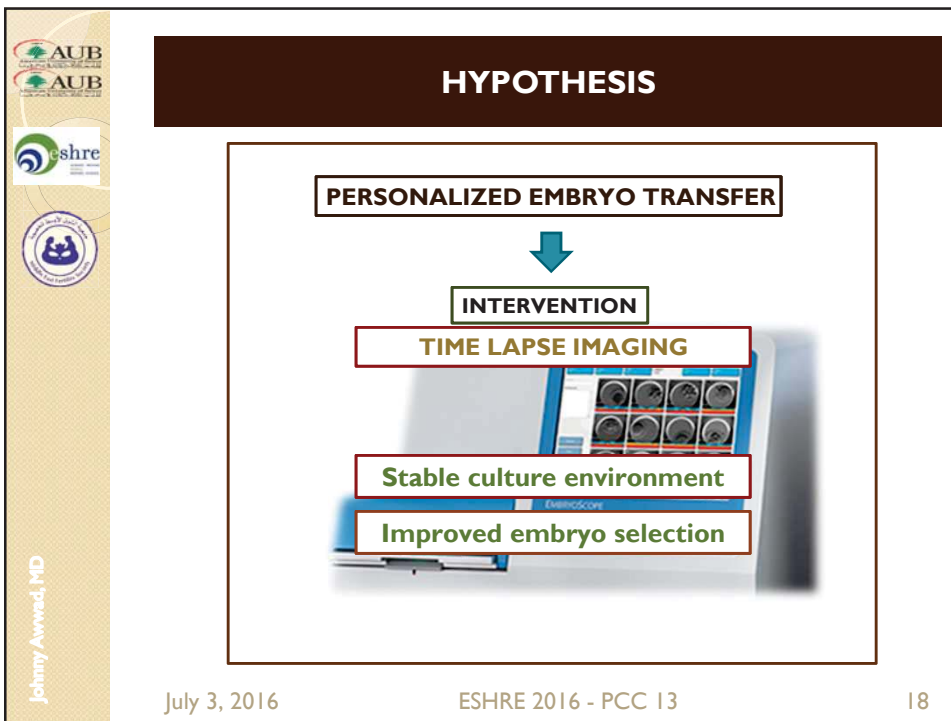 AUB
AUB
eshre
HYPOTHESIS
PERSONALIZED EMBRYO TRANSFER
INTERVENTION
TIME LAPSE IMAGING
Stable culture environment
EMBRYOSCOPE
Improved embryo selection
Johnny Awwad, MD
July 3, 2016 ESHRE 2016 - PCC 13 18